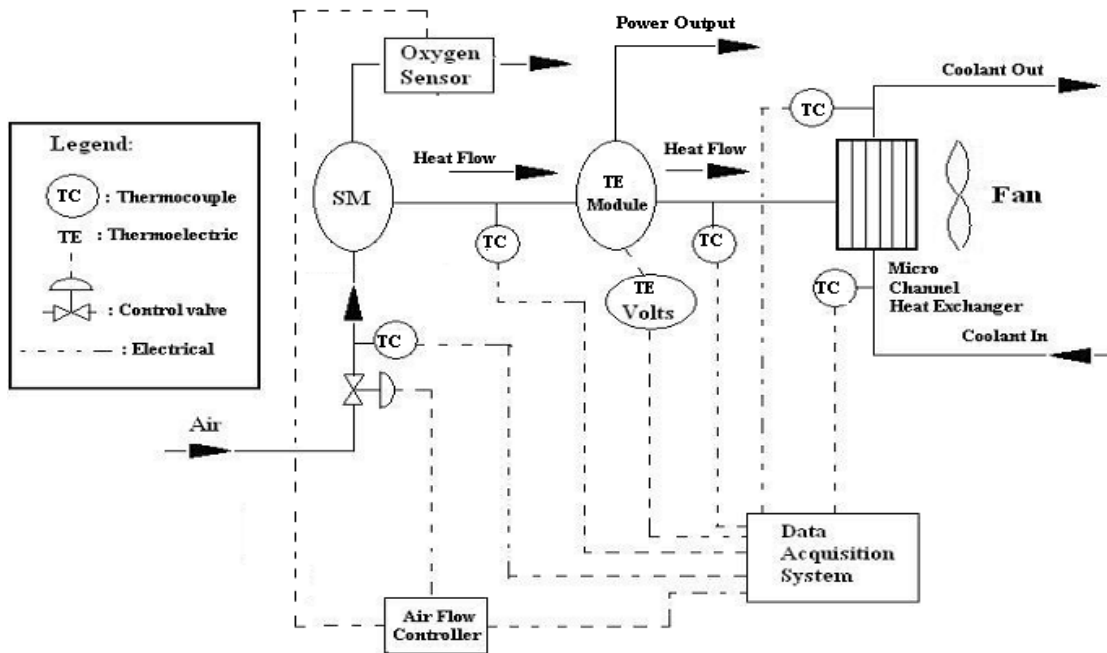 Power Output
Oxygen
Sensor
Coolant Out
TC
Legend:
Heat Flow
Heat Flow
TC
: Thermocouple
SM
TE
Module
Fan
TE
: Thermoelectric
TC
TC
Micro
Channel
Heat Exchanger
TC
TE
Volts
: Control valve
: Electrical
TC
Coolant In
Air
Data
Acquisition
System
Air Flow
Controller